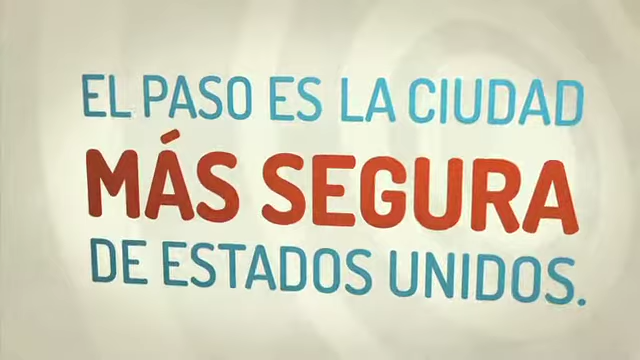 EL PASO ES LA CIUDAD
MÁS SEGURA
DE ESTADOS UNIDOS.